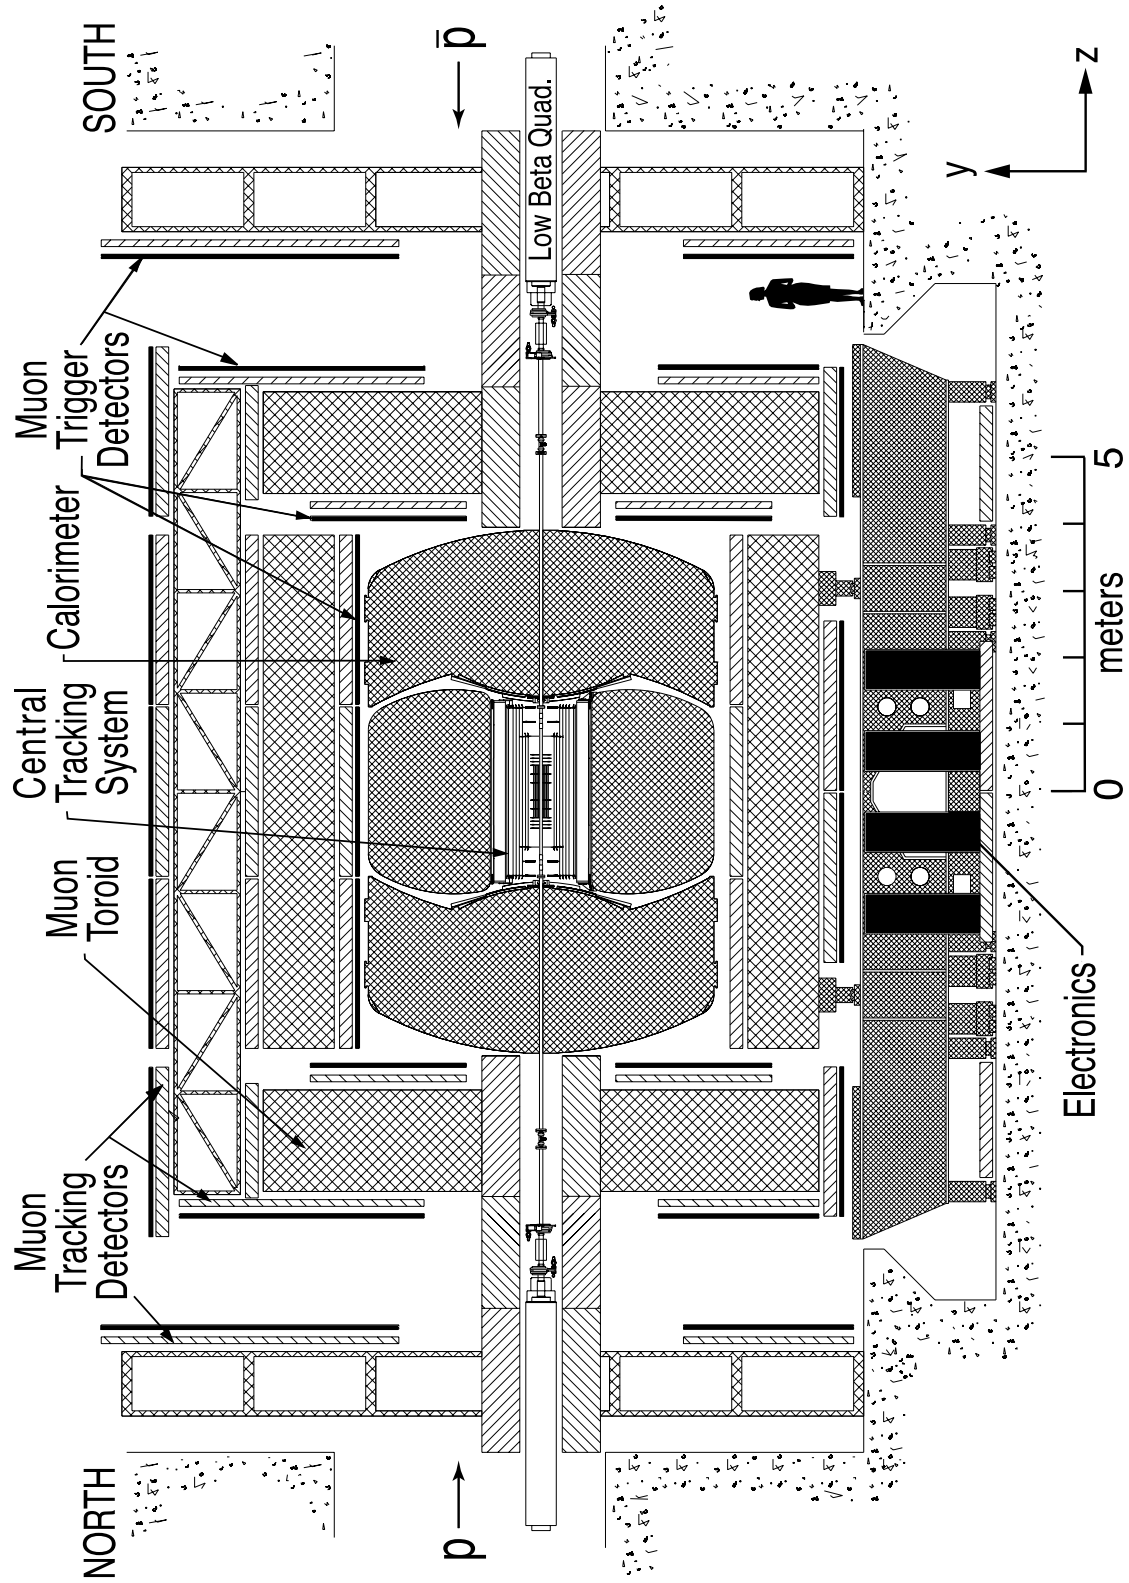 NORTH
SOUTH
Muon
Tracking
Detectors
Muon
Toroid
Central
Tracking
System
Calorimeter
Muon
Trigger
Detectors
p
p̅
Low Beta Quad.
y
z
Electronics
0
meters
5